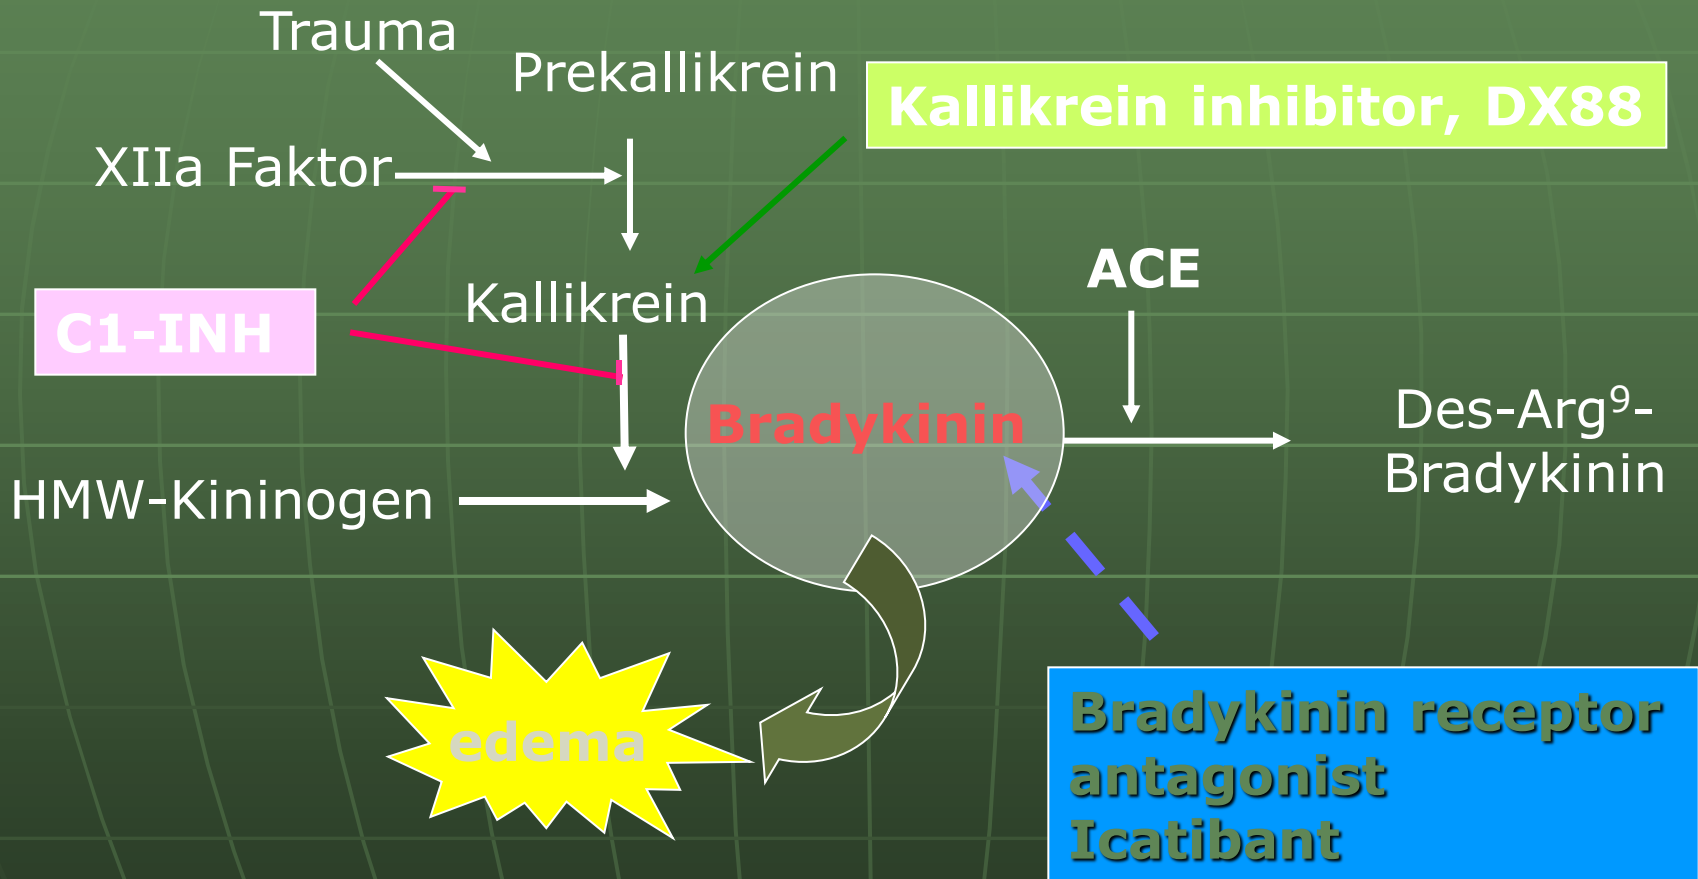 Trauma
Prekallikrein
Kallikrein inhibitor, DX88
XIIa Faktor
ACE
Kallikrein
C1-INH
Bradykinin
Des-Arg⁹-
Bradykinin
HMW-Kininogen
edema
Bradykinin receptor
antagonist
Icatibant